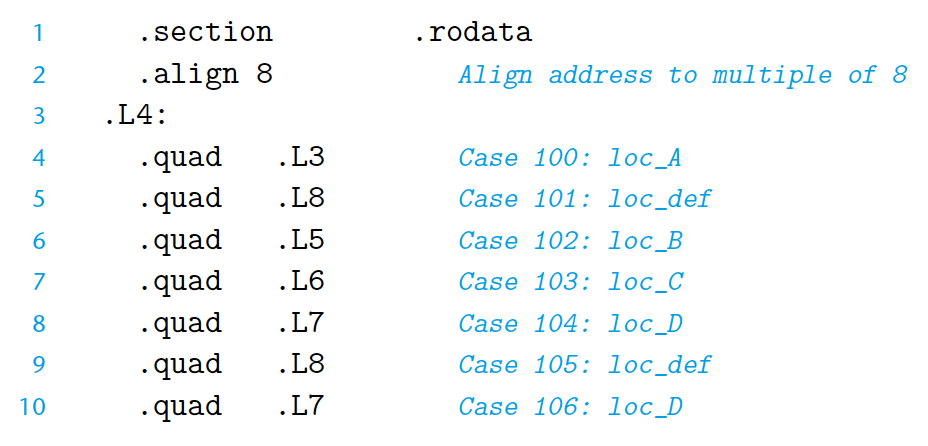 1 .section .rodata
2 .align 8 Align address to multiple of 8
3 .L4:
4 .quad .L3 Case 100: loc_A
5 .quad .L8 Case 101: loc_def
6 .quad .L5 Case 102: loc_B
7 .quad .L6 Case 103: loc_C
8 .quad .L7 Case 104: loc_D
9 .quad .L8 Case 105: loc_def
10 .quad .L7 Case 106: loc_D